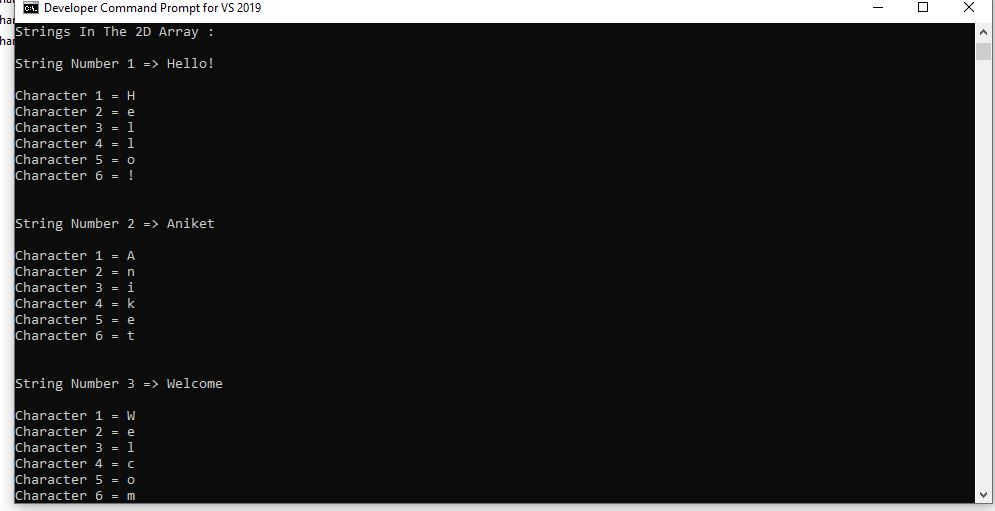 Developer Command Prompt for VS 2019
Strings In The 2D Array :
String Number 1 => Hello!
Character 1 = H
Character 2 = e
Character 3 = l
Character 4 = l
Character 5 = o
Character 6 = !
String Number 2 => Aniket
Character 1 = A
Character 2 = n
Character 3 = i
Character 4 = k
Character 5 = e
Character 6 = t
String Number 3 => Welcome
Character 1 = W
Character 2 = e
Character 3 = l
Character 4 = c
Character 5 = o
Character 6 = m